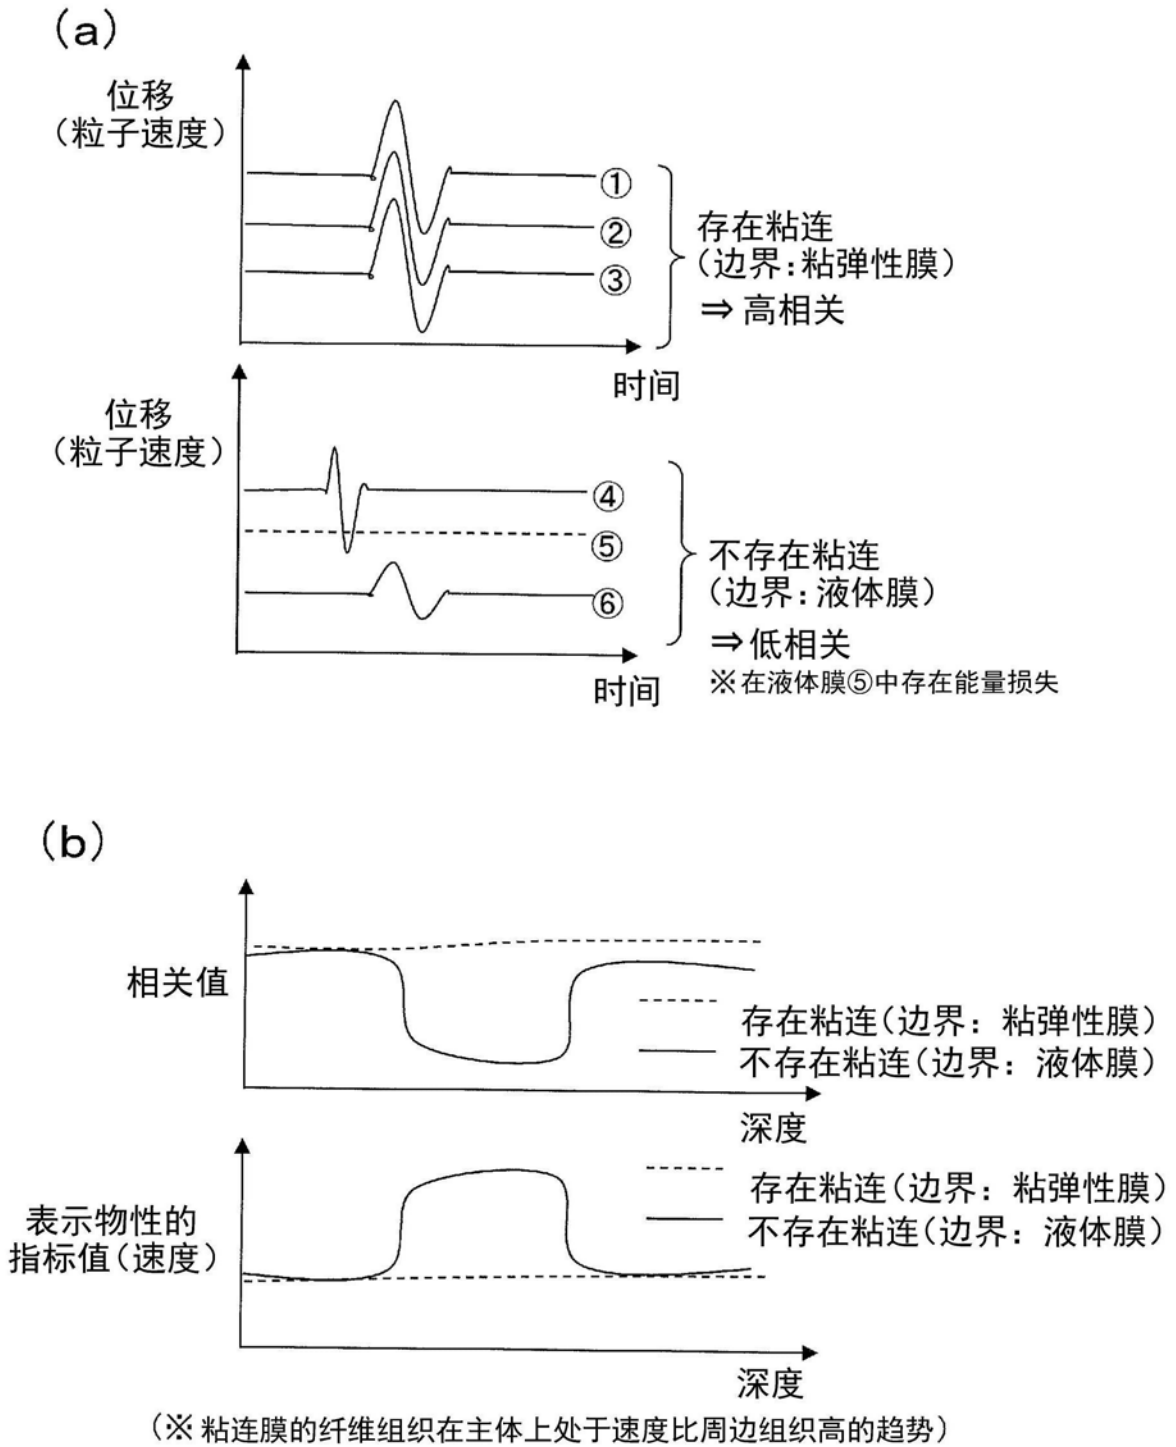 (a)
位移
（粒子速度）
①
②
③
存在粘连
（边界：粘弹性膜）
⇒ 高相关
时间
位移
（粒子速度）
④
⑤
⑥
不存在粘连
（边界：液体膜）
⇒ 低相关
※在液体膜⑤中存在能量损失
时间
(b)
相关值
存在粘连（边界：粘弹性膜）
不存在粘连（边界：液体膜）
深度
表示物性的
指标值（速度）
存在粘连（边界：粘弹性膜）
不存在粘连（边界：液体膜）
深度
（※ 粘连膜的纤维组织在主体上处于速度比周边组织高的趋势）